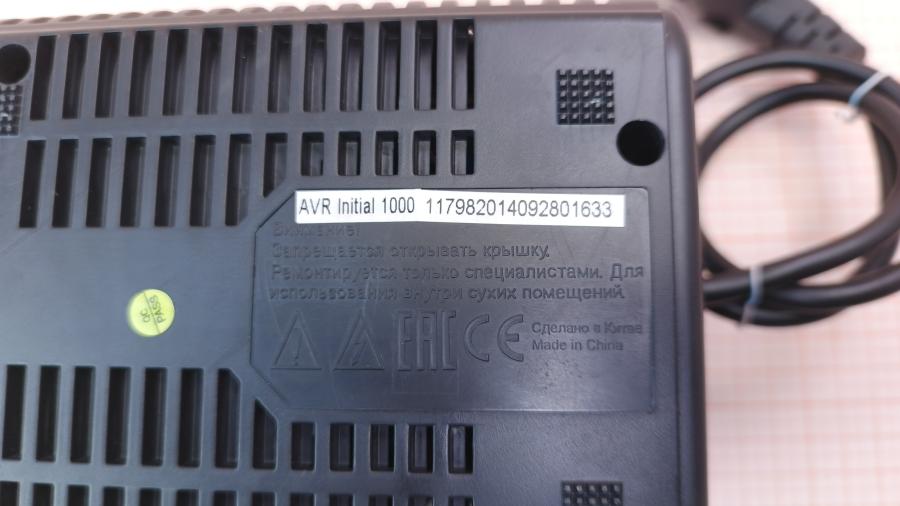 AVR Initial 1000 117982014092801633
Внимание!
Запрещается открывать крышку.
Ремонтируется только специалистами. Для
использования внутри сухих помещений.
EAC CE
Сделано в Китае
Made in China
QC
PASS